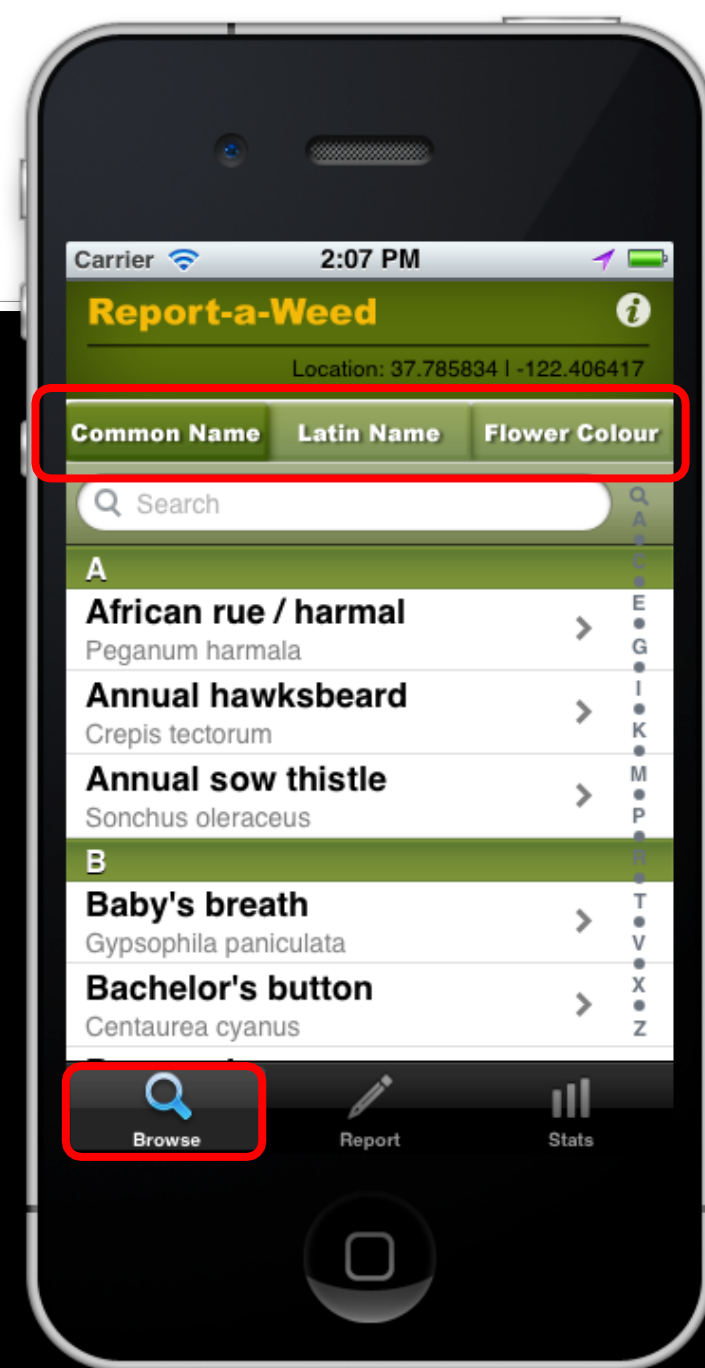 Carrier 2:07 PM
Report-a-Weed
Location: 37.785834 | -122.406417
Common Name Latin Name Flower Colour
Search
A
African rue / harmal
Peganum harmala
Annual hawksbeard
Crepis tectorum
Annual sow thistle
Sonchus oleraceus
B
Baby's breath
Gypsophila paniculata
Bachelor's button
Centaurea cyanus
A
C
E
G
I
K
M
P
R
T
V
X
Z
Browse Report Stats